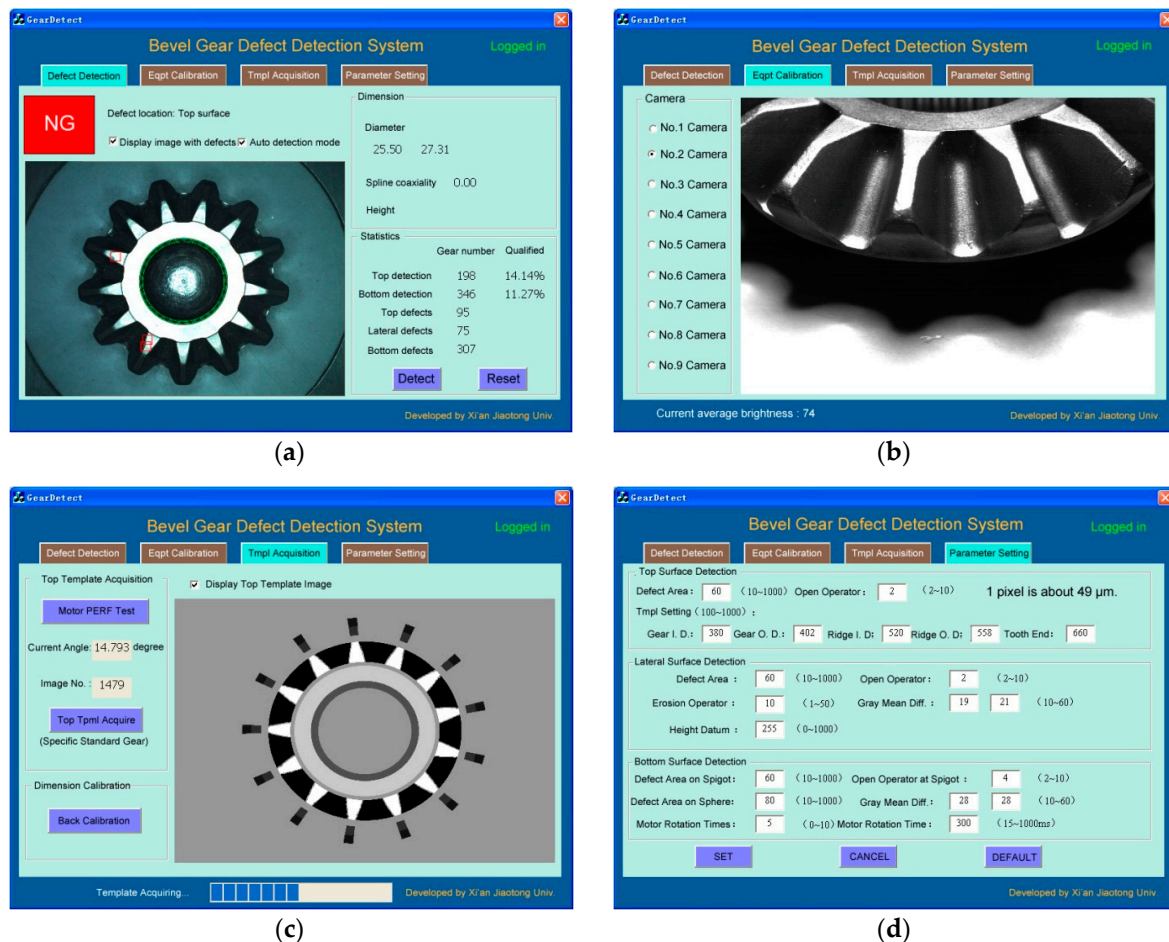 GearDetect
Bevel Gear Defect Detection System Logged in
Defect Detection Eqpt Calibration Tmpl Acquisition Parameter Setting
NG
Defect location: Top surface
Display image with defects Auto detection mode
Dimension
Diameter
25.50 27.31
Spline coaxiality 0.00
Height
Statistics
Gear number Qualified
Top detection 198 14.14%
Bottom detection 346 11.27%
Top defects 95
Lateral defects 75
Bottom defects 307
Detect Reset
Developed by Xi'an Jiaotong Univ.
(a)
GearDetect
Bevel Gear Defect Detection System Logged in
Defect Detection Eqpt Calibration Tmpl Acquisition Parameter Setting
Camera
No.1 Camera
No.2 Camera
No.3 Camera
No.4 Camera
No.5 Camera
No.6 Camera
No.7 Camera
No.8 Camera
No.9 Camera
Current average brightness : 74
Developed by Xi'an Jiaotong Univ.
(b)
GearDetect
Bevel Gear Defect Detection System Logged in
Defect Detection Eqpt Calibration Tmpl Acquisition Parameter Setting
Top Template Acquisition
Display Top Template Image
Motor PERF Test
Current Angle: 14.793 degree
Image No. : 1479
Top Tpml Acquire
(Specific Standard Gear)
Dimension Calibration
Back Calibration
Template Acquiring...
Developed by Xi'an Jiaotong Univ.
(c)
GearDetect
Bevel Gear Defect Detection System Logged in
Defect Detection Eqpt Calibration Tmpl Acquisition Parameter Setting
Top Surface Detection
Defect Area : 60 (10~1000) Open Operator : 2 (2~10) 1 pixel is about 49 µm.
Tmpl Setting (100~1000) :
Gear I. D.: 380 Gear O. D.: 402 Ridge I. D: 520 Ridge O. D: 558 Tooth End: 660
Lateral Surface Detection
Defect Area : 60 (10~1000) Open Operator : 2 (2~10)
Erosion Operator : 10 (1~50) Gray Mean Diff. : 19 21 (10~60)
Height Datum : 255 (0~1000)
Bottom Surface Detection
Defect Area on Spigot: 60 (10~1000) Open Operator at Spigot : 4 (2~10)
Defect Area on Sphere: 80 (10~1000) Gray Mean Diff. : 28 28 (10~60)
Motor Rotation Times : 5 (0~10) Motor Rotation Time : 300 (15~1000ms)
SET CANCEL DEFAULT
Developed by Xi'an Jiaotong Univ.
(d)